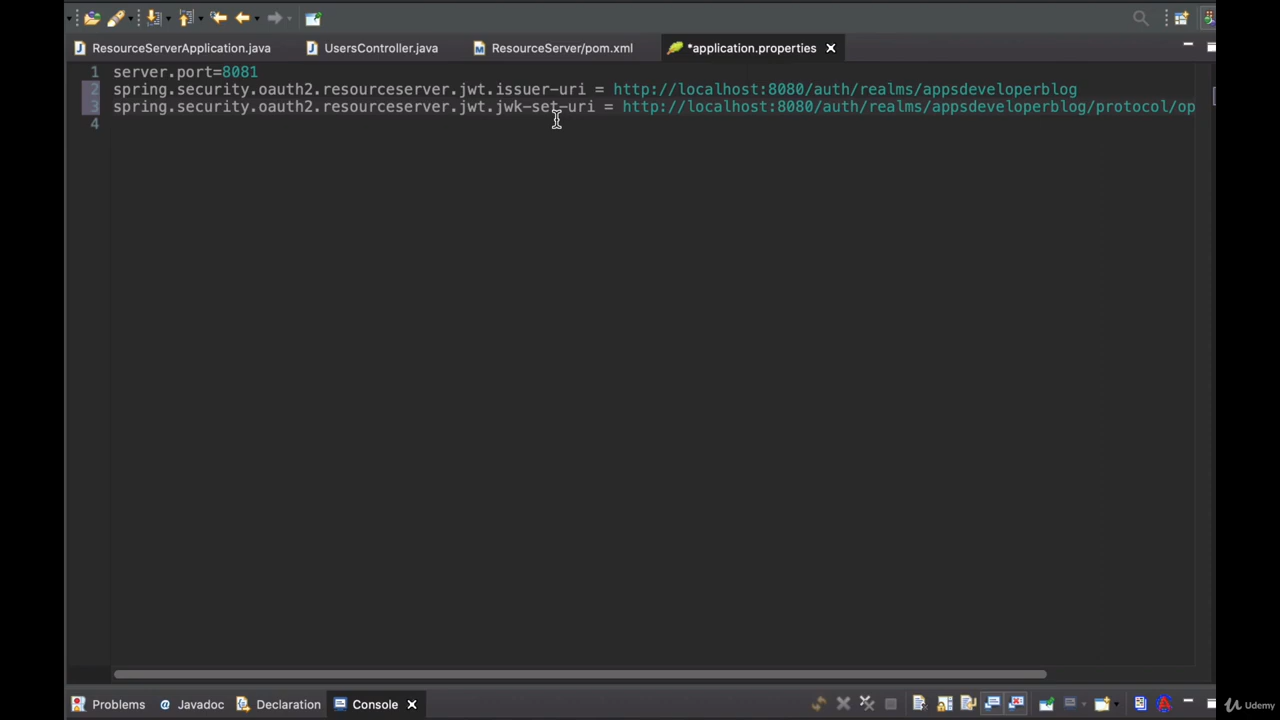 ResourceServerApplication.java UsersController.java ResourceServer/pom.xml *application.properties
1 server.port=8081
2 spring.security.oauth2.resourceserver.jwt.issuer-uri = http://localhost:8080/auth/realms/appsdeveloperblog
3 spring.security.oauth2.resourceserver.jwt.jwk-set-uri = http://localhost:8080/auth/realms/appsdeveloperblog/protocol/op
4
Problems @ Javadoc Declaration Console
Udemy